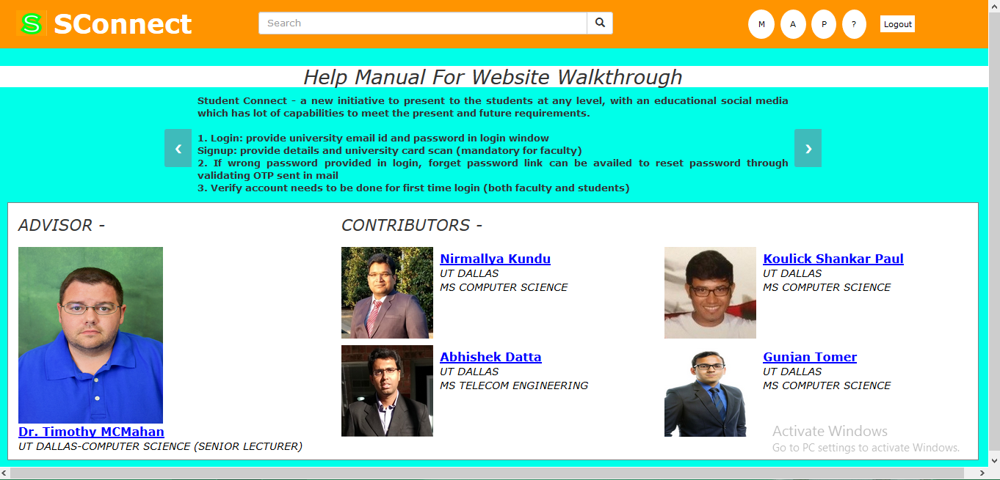 S SConnect
Search
M A P ? Logout
Help Manual For Website Walkthrough
Student Connect - a new initiative to present to the students at any level, with an educational social media
which has lot of capabilities to meet the present and future requirements.
1. Login: provide university email id and password in login window
Signup: provide details and university card scan (mandatory for faculty)
2. If wrong password provided in login, forget password link can be availed to reset password through
validating OTP sent in mail
3. Verify account needs to be done for first time login (both faculty and students)
ADVISOR -
Dr. Timothy MCMahan
UT DALLAS-COMPUTER SCIENCE (SENIOR LECTURER)
CONTRIBUTORS -
Nirmallya Kundu
UT DALLAS
MS COMPUTER SCIENCE
Koulick Shankar Paul
UT DALLAS
MS COMPUTER SCIENCE
Abhishek Datta
UT DALLAS
MS TELECOM ENGINEERING
Gunjan Tomer
UT DALLAS
MS COMPUTER SCIENCE
Activate Windows
Go to PC settings to activate Windows.